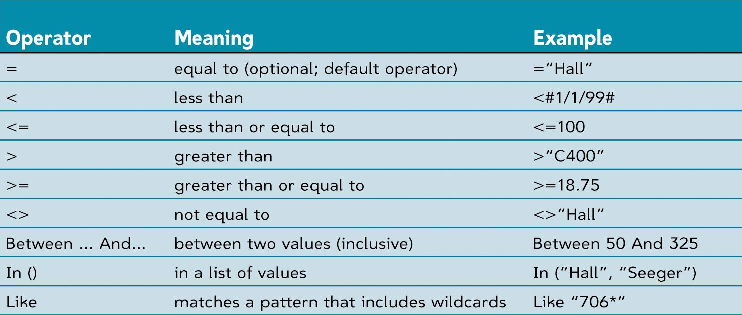 Operator Meaning Example
= equal to (optional; default operator) =“Hall”
< less than <#1/1/99#
<= less than or equal to <=100
> greater than >“C400”
>= greater than or equal to >=18.75
<> not equal to <>“Hall“
Between ... And... between two values (inclusive) Between 50 And 325
In () in a list of values In (“Hall”, “Seeger”)
Like matches a pattern that includes wildcards Like “706*”